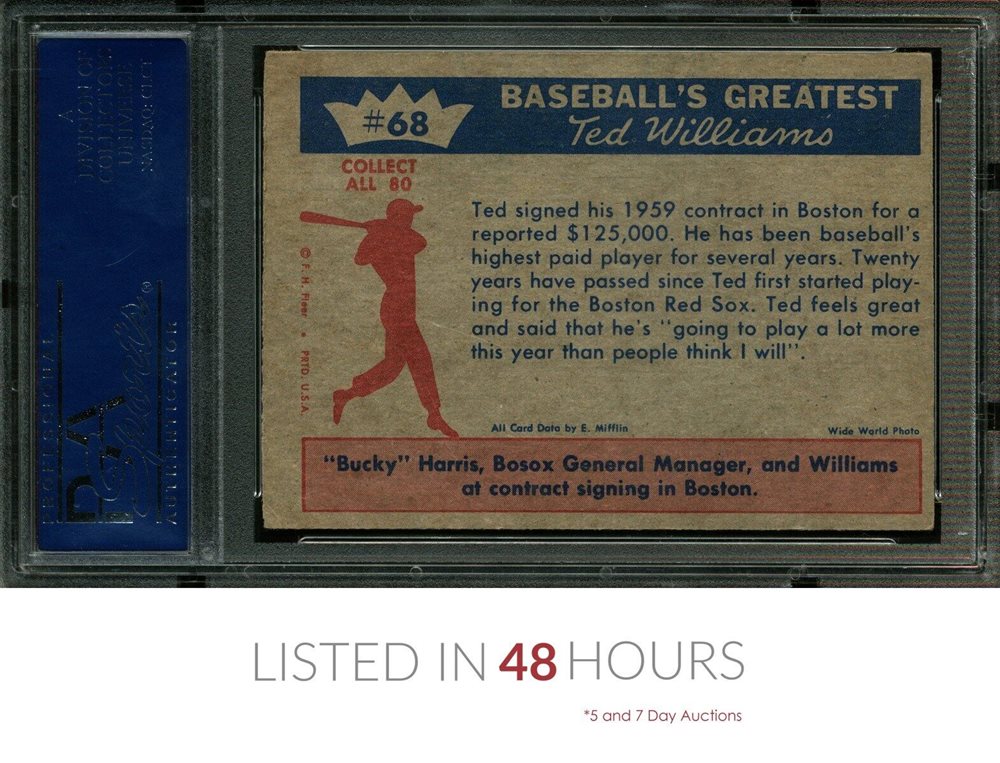 A
DIVISION OF
COLLECTORS
UNIVERSE
NASDAQ: CLCT
PROFESSIONAL
PSA
Sports®
AUTHENTICATOR
#68
BASEBALL'S GREATEST
Ted Williams
COLLECT
ALL 80
© F. H. Fleer • PRTD. U.S.A.
Ted signed his 1959 contract in Boston for a
reported $125,000. He has been baseball's
highest paid player for several years. Twenty
years have passed since Ted first started play-
ing for the Boston Red Sox. Ted feels great
and said that he's "going to play a lot more
this year than people think I will".
All Card Data by E. Mifflin
Wide World Photo
"Bucky" Harris, Bosox General Manager, and Williams
at contract signing in Boston.
LISTED IN 48 HOURS
*5 and 7 Day Auctions